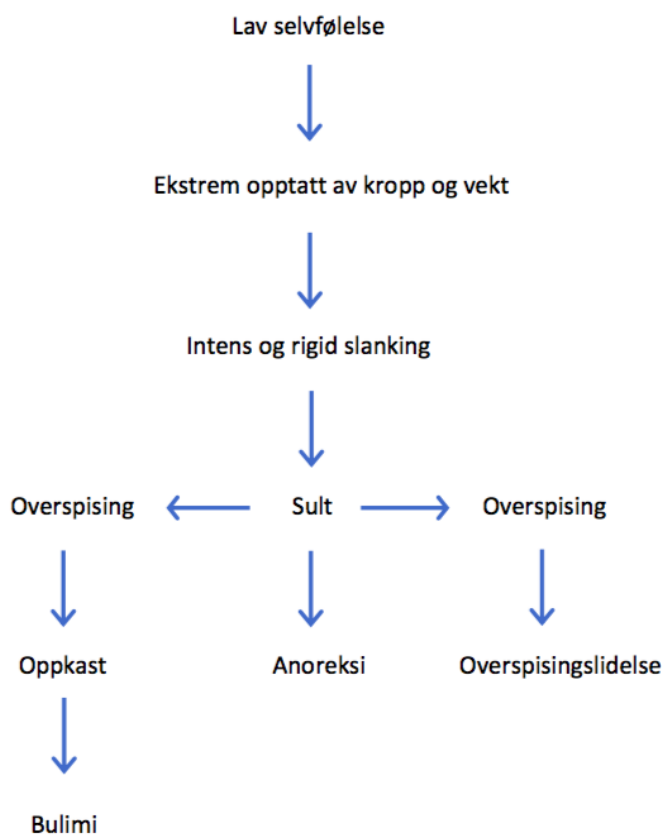 Lav selvfølelse
Ekstrem opptatt av kropp og vekt
Intens og rigid slanking
Overspising
Sult
Overspising
Oppkast
Anoreksi
Overspisingslidelse
Bulimi